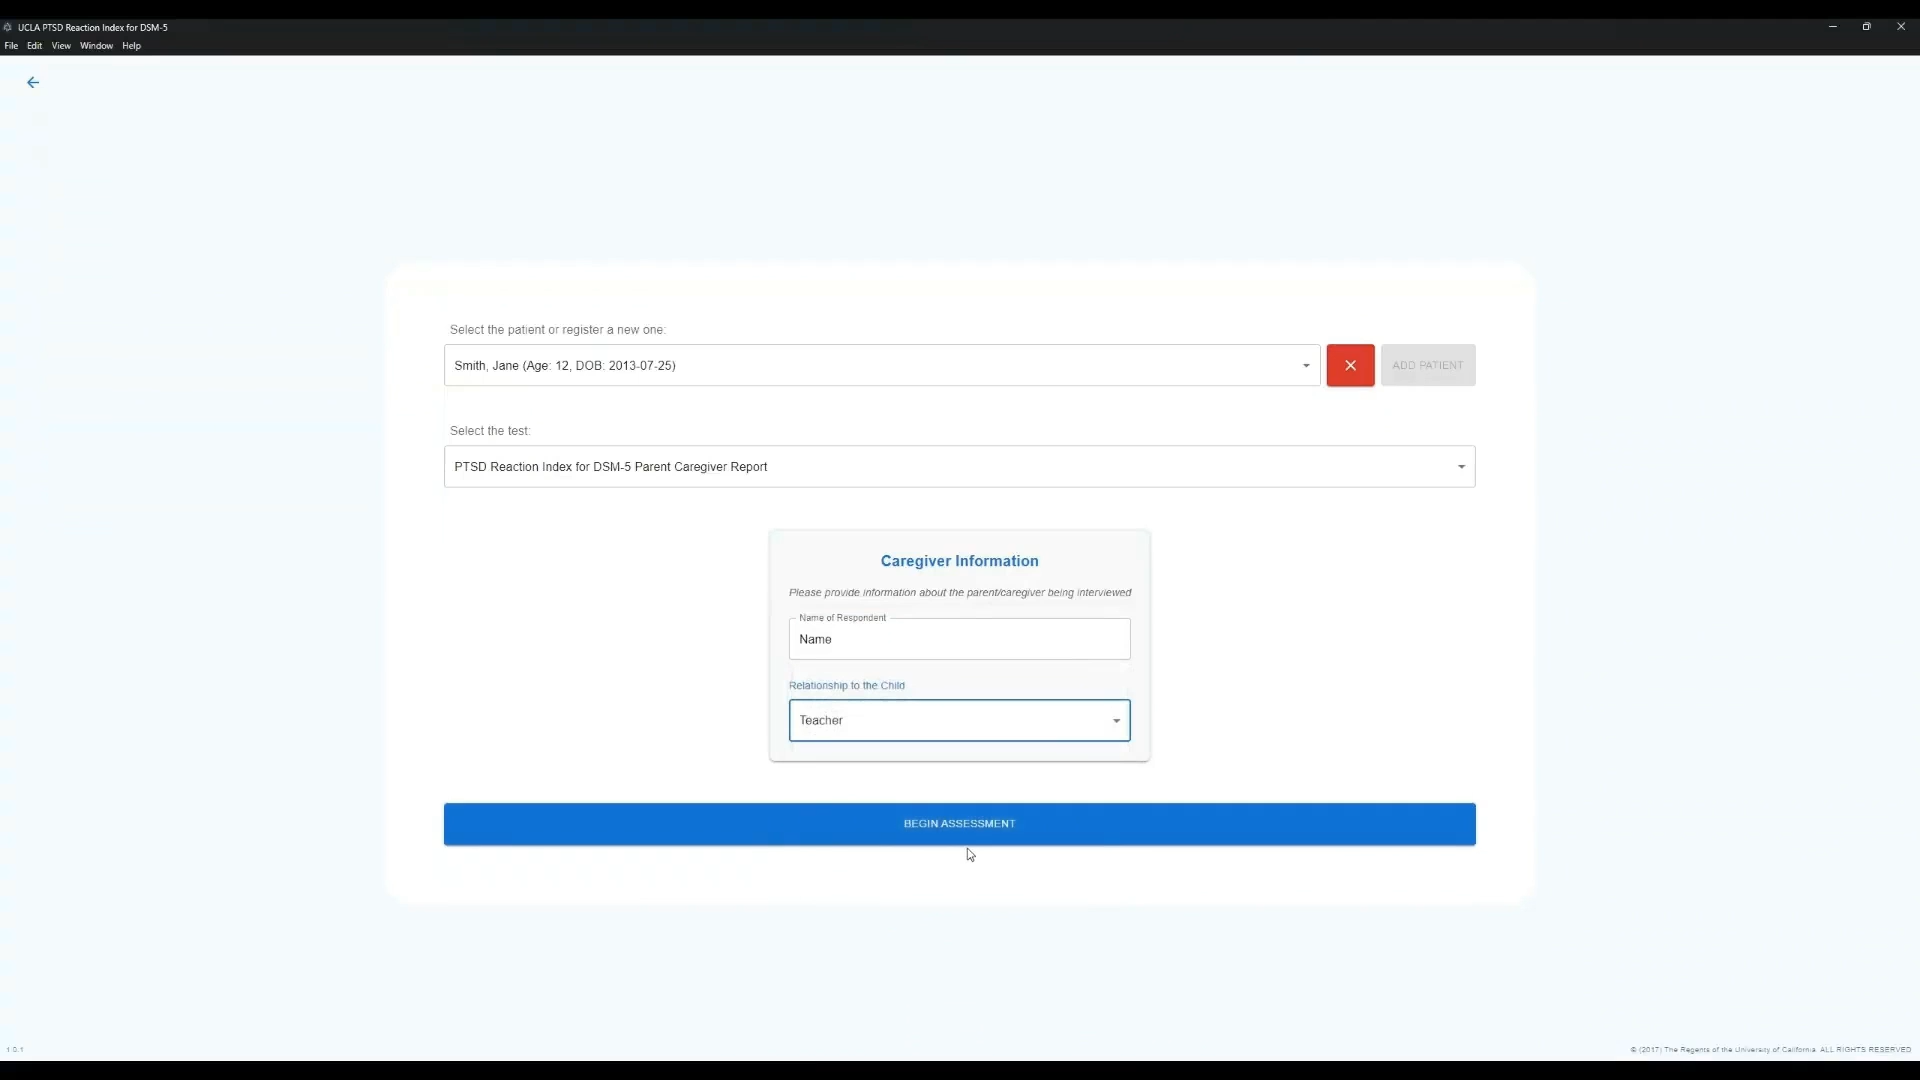 UCLA PTSD Reaction Index for DSM-5
File Edit View Window Help
Select the patient or register a new one:
Smith, Jane (Age: 12, DOB: 2013-07-25)
ADD PATIENT
Select the test:
PTSD Reaction Index for DSM-5 Parent Caregiver Report
Caregiver Information
Please provide information about the parent/caregiver being interviewed
Name of Respondent
Name
Relationship to the Child
Teacher
BEGIN ASSESSMENT
1.0.1
© (2017) The Regents of the University of California ALL RIGHTS RESERVED